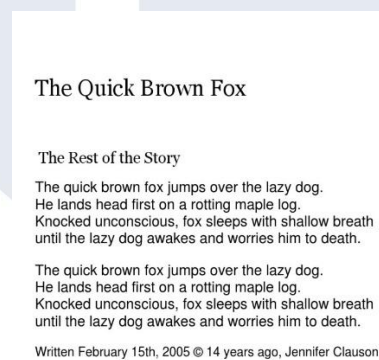 The Quick Brown Fox
The Rest of the Story
The quick brown fox jumps over the lazy dog.
He lands head first on a rotting maple log.
Knocked unconscious, fox sleeps with shallow breath
until the lazy dog awakes and worries him to death.
The quick brown fox jumps over the lazy dog.
He lands head first on a rotting maple log.
Knocked unconscious, fox sleeps with shallow breath
until the lazy dog awakes and worries him to death.
Written February 15th, 2005 © 14 years ago, Jennifer Clauson